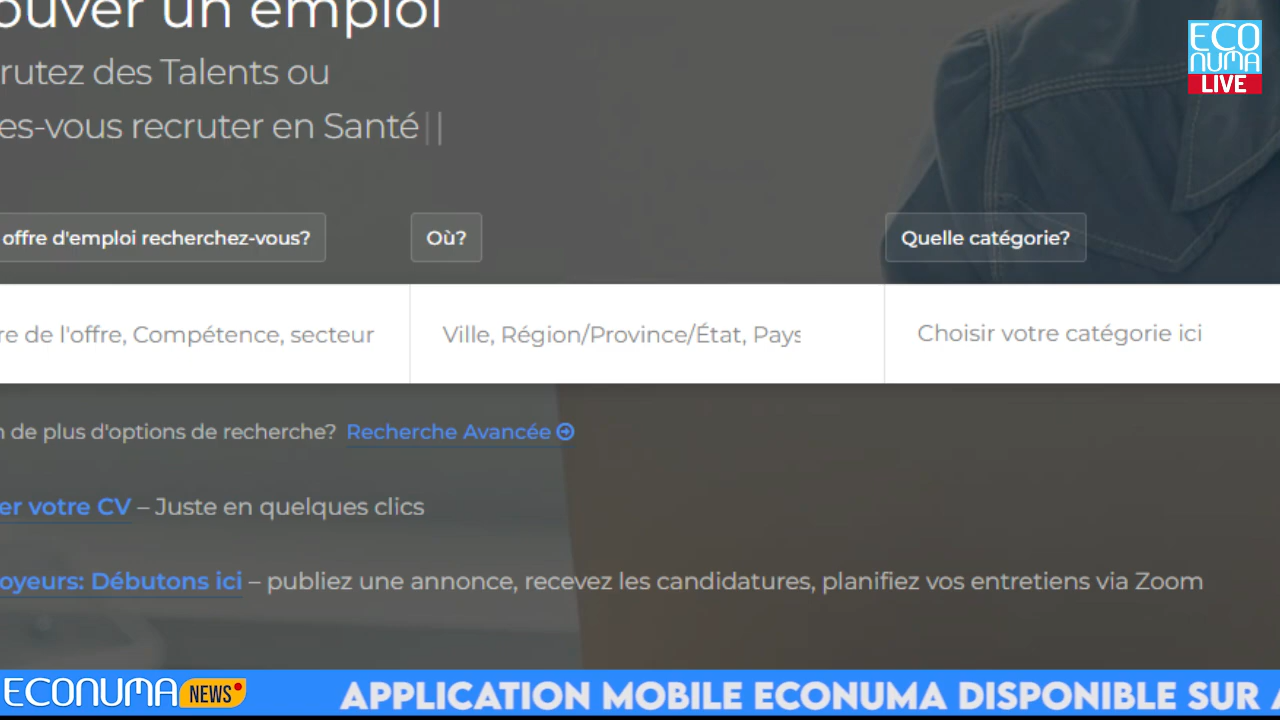 ouver un emploi
rutez des Talents ou
es-vous recruter en Santé
offre d'emploi recherchez-vous?
Où?
Quelle catégorie?
re de l'offre, Compétence, secteur
Ville, Région/Province/État, Pays
Choisir votre catégorie ici
n de plus d'options de recherche? Recherche Avancée
er votre CV – Juste en quelques clics
oyeurs: Débutons ici – publiez une annonce, recevez les candidatures, planifiez vos entretiens via Zoom
ECO
NUMA
LIVE
ECONUMA NEWS
APPLICATION MOBILE ECONUMA DISPONIBLE SUR A